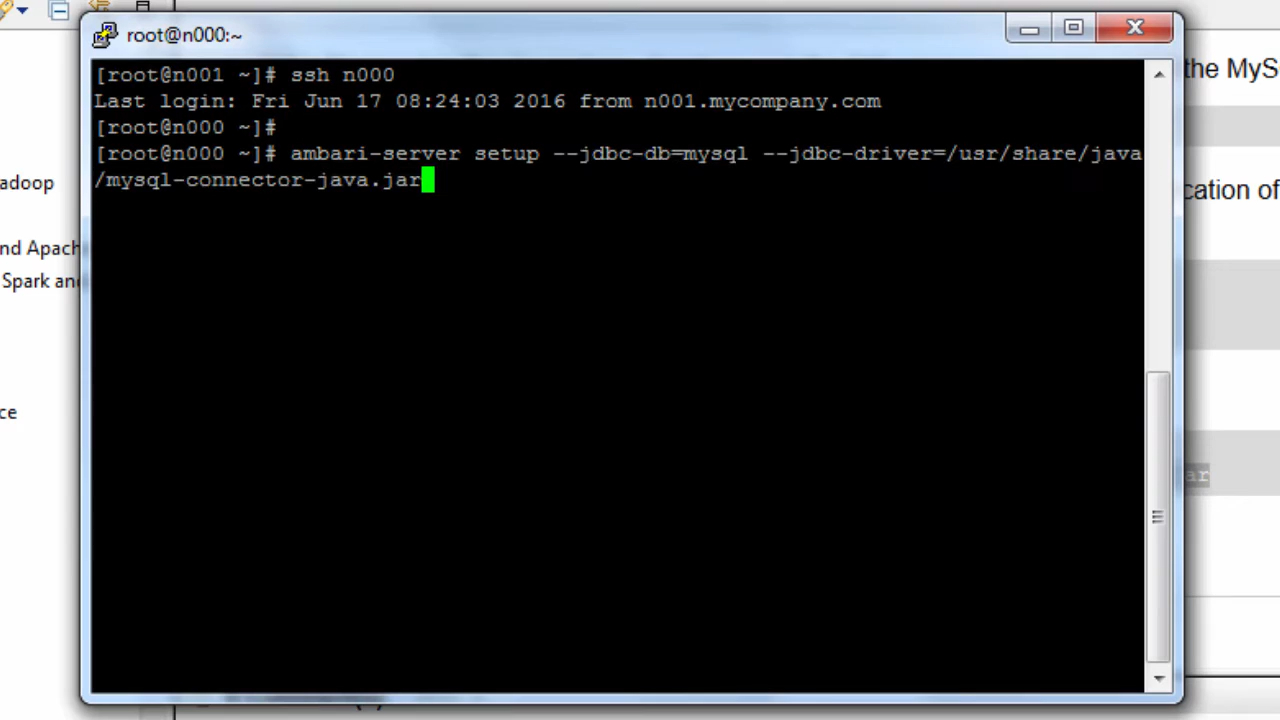 root@n000:~
[root@n001 ~]# ssh n000
Last login: Fri Jun 17 08:24:03 2016 from n001.mycompany.com
[root@n000 ~]#
[root@n000 ~]# ambari-server setup --jdbc-db=mysql --jdbc-driver=/usr/share/java
/mysql-connector-java.jar
the MyS
adoop
cation of
nd Apach
Spark and
ce
ar